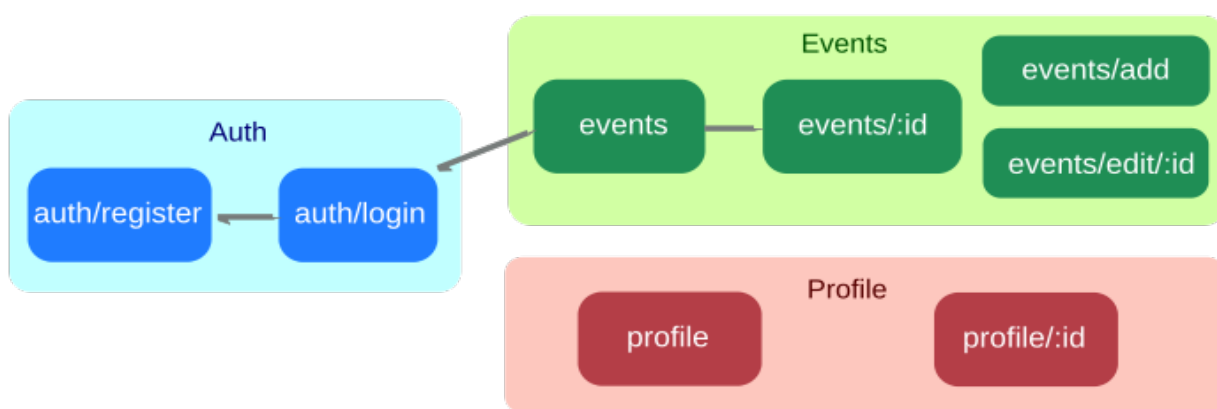 Auth
auth/register
auth/login
Events
events
events/:id
events/add
events/edit/:id
Profile
profile
profile/:id